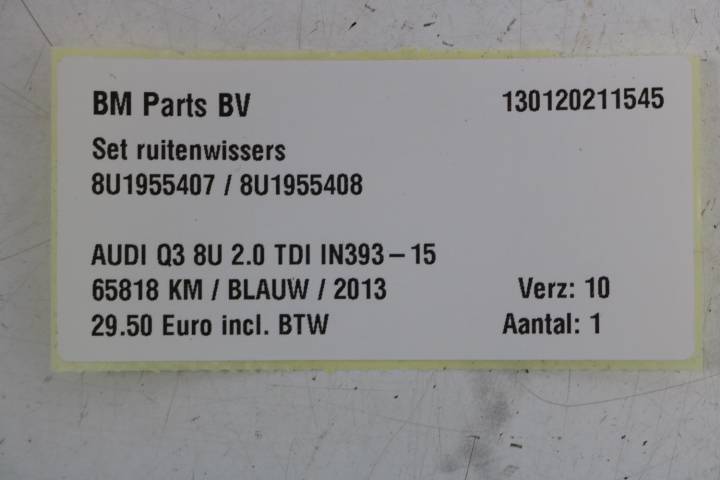 BM Parts BV 130120211545
Set ruitenwissers
8U1955407 / 8U1955408
AUDI Q3 8U 2.0 TDI IN393-15
65818 KM / BLAUW / 2013 Verz: 10
29.50 Euro incl. BTW Aantal: 1